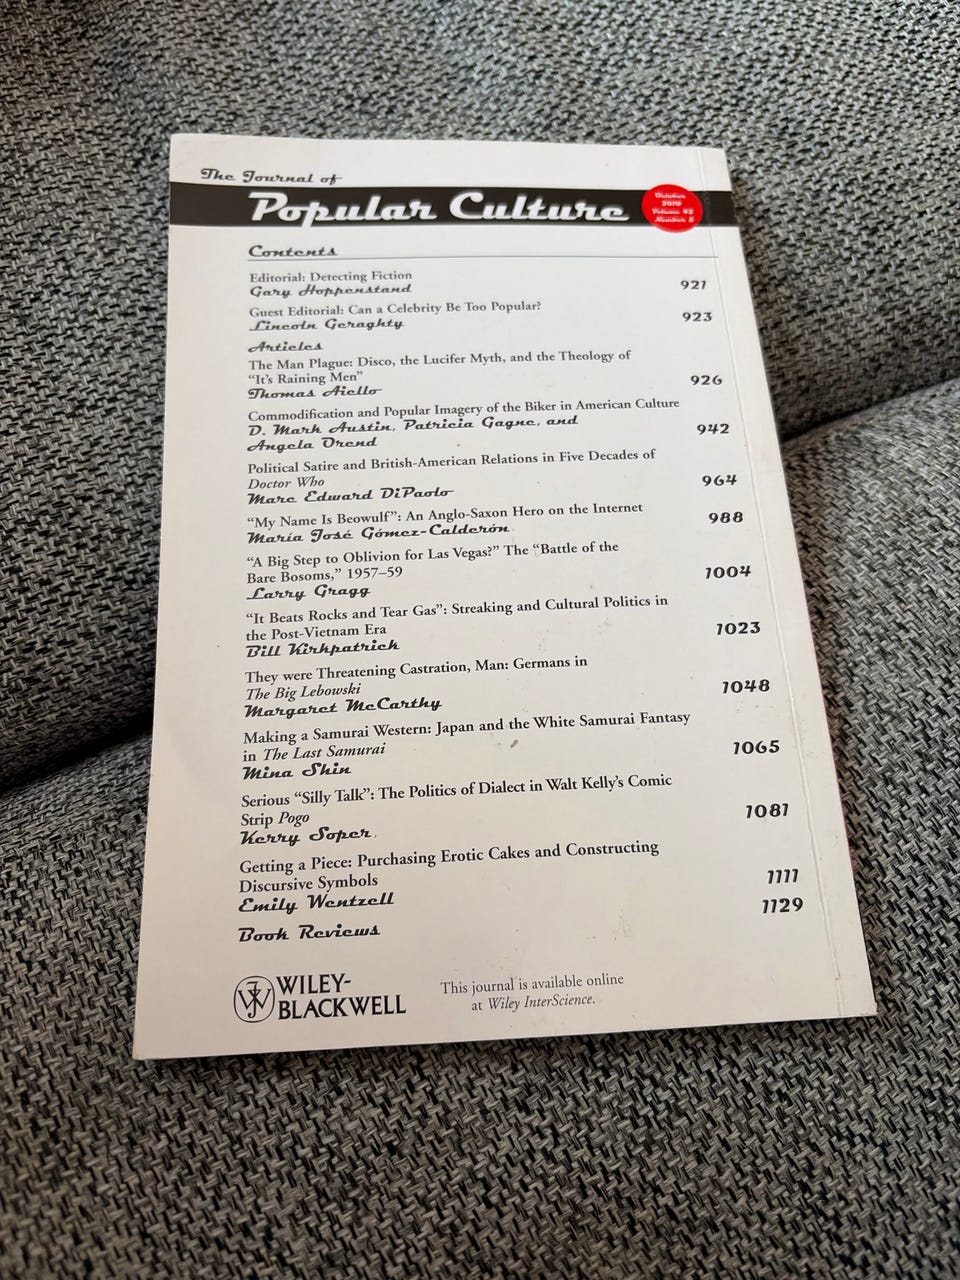 The Journal of
Popular Culture
October
2010
Volume 43
Number 5
Contents
Editorial: Detecting Fiction
Gary Hoppenstand 921
Guest Editorial: Can a Celebrity Be Too Popular?
Lincoln Geraghty 923
Articles
The Man Plague: Disco, the Lucifer Myth, and the Theology of
“It’s Raining Men” 926
Thomas Aiello
Commodification and Popular Imagery of the Biker in American Culture
D. Mark Austin, Patricia Gagne, and 942
Angela Orend
Political Satire and British-American Relations in Five Decades of
Doctor Who 964
Marc Edward DiPaolo
“My Name Is Beowulf”: An Anglo-Saxon Hero on the Internet 988
María José Gómez-Calderón
“A Big Step to Oblivion for Las Vegas?” The “Battle of the
Bare Bosoms,” 1957–59 1004
Larry Gragg
“It Beats Rocks and Tear Gas”: Streaking and Cultural Politics in
the Post-Vietnam Era 1023
Bill Kirkpatrick
They were Threatening Castration, Man: Germans in
The Big Lebowski 1048
Margaret McCarthy
Making a Samurai Western: Japan and the White Samurai Fantasy
in The Last Samurai 1065
Mina Shin
Serious “Silly Talk”: The Politics of Dialect in Walt Kelly’s Comic
Strip Pogo 1081
Kerry Soper
Getting a Piece: Purchasing Erotic Cakes and Constructing
Discursive Symbols 1111
Emily Wentzell
Book Reviews 1129
WILEY-
BLACKWELL
This journal is available online
at Wiley InterScience.